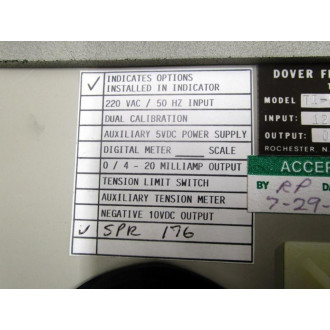 ✓ INDICATES OPTIONS
INSTALLED IN INDICATOR
220 VAC / 50 HZ INPUT
DUAL CALIBRATION
AUXILIARY 5VDC POWER SUPPLY
DIGITAL METER ____ SCALE
0 / 4 - 20 MILLIAMP OUTPUT
TENSION LIMIT SWITCH
AUXILIARY TENSION METER
NEGATIVE 10VDC OUTPUT
✓ SPR 176
DOVER
MODEL
INPUT:
OUTPUT:
ROCHESTER, N.
ACCEP
BY RP DA
7-29-